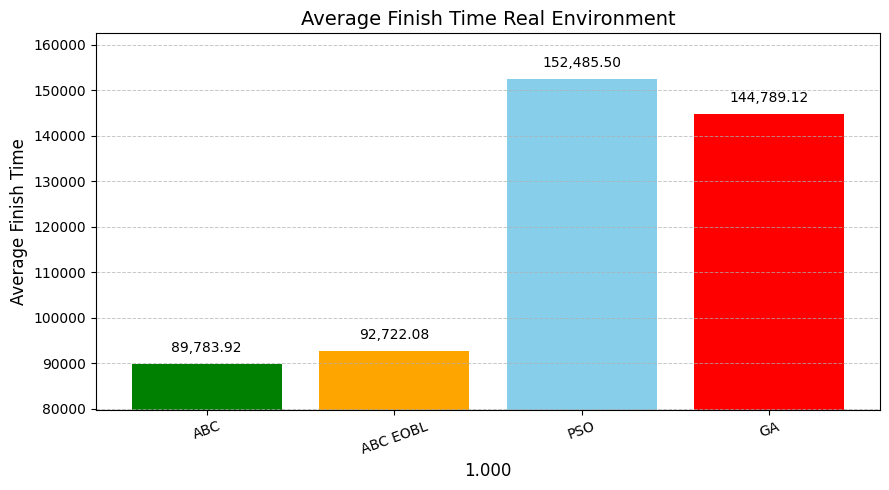 Average Finish Time Real Environment
Average Finish Time
160000
150000
140000
130000
120000
110000
100000
90000
80000
89,783.92
92,722.08
152,485.50
144,789.12
ABC
ABC EOBL
PSO
GA
1.000